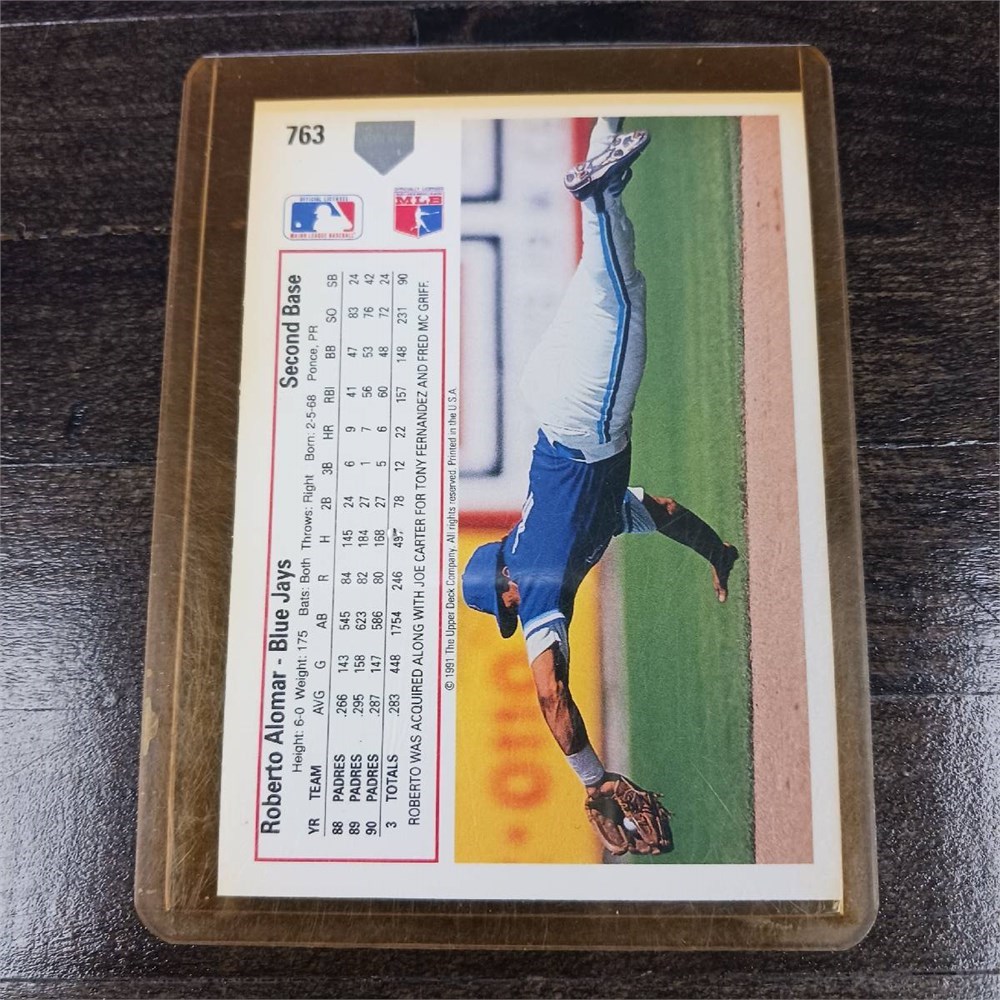 763
OFFICIAL LICENSEE
MAJOR LEAGUE BASEBALL
MLB
Roberto Alomar - Blue Jays Second Base
Height: 6-0 Weight: 175 Bats: Both Throws: Right Born: 2-5-68 Ponce, PR
YR TEAM AVG G AB R H 2B 3B HR RBI BB SO SB
88 PADRES .266 143 545 84 145 24 6 9 41 47 83 24
89 PADRES .295 158 623 82 184 27 1 7 56 53 76 42
90 PADRES .287 147 586 80 168 27 5 6 60 48 72 24
3 TOTALS .283 448 1754 246 497 78 12 22 157 148 231 90
ROBERTO WAS ACQUIRED ALONG WITH JOE CARTER FOR TONY FERNANDEZ AND FRED MC GRIFF.
© 1991 The Upper Deck Company. All rights reserved. Printed in the U.S.A.